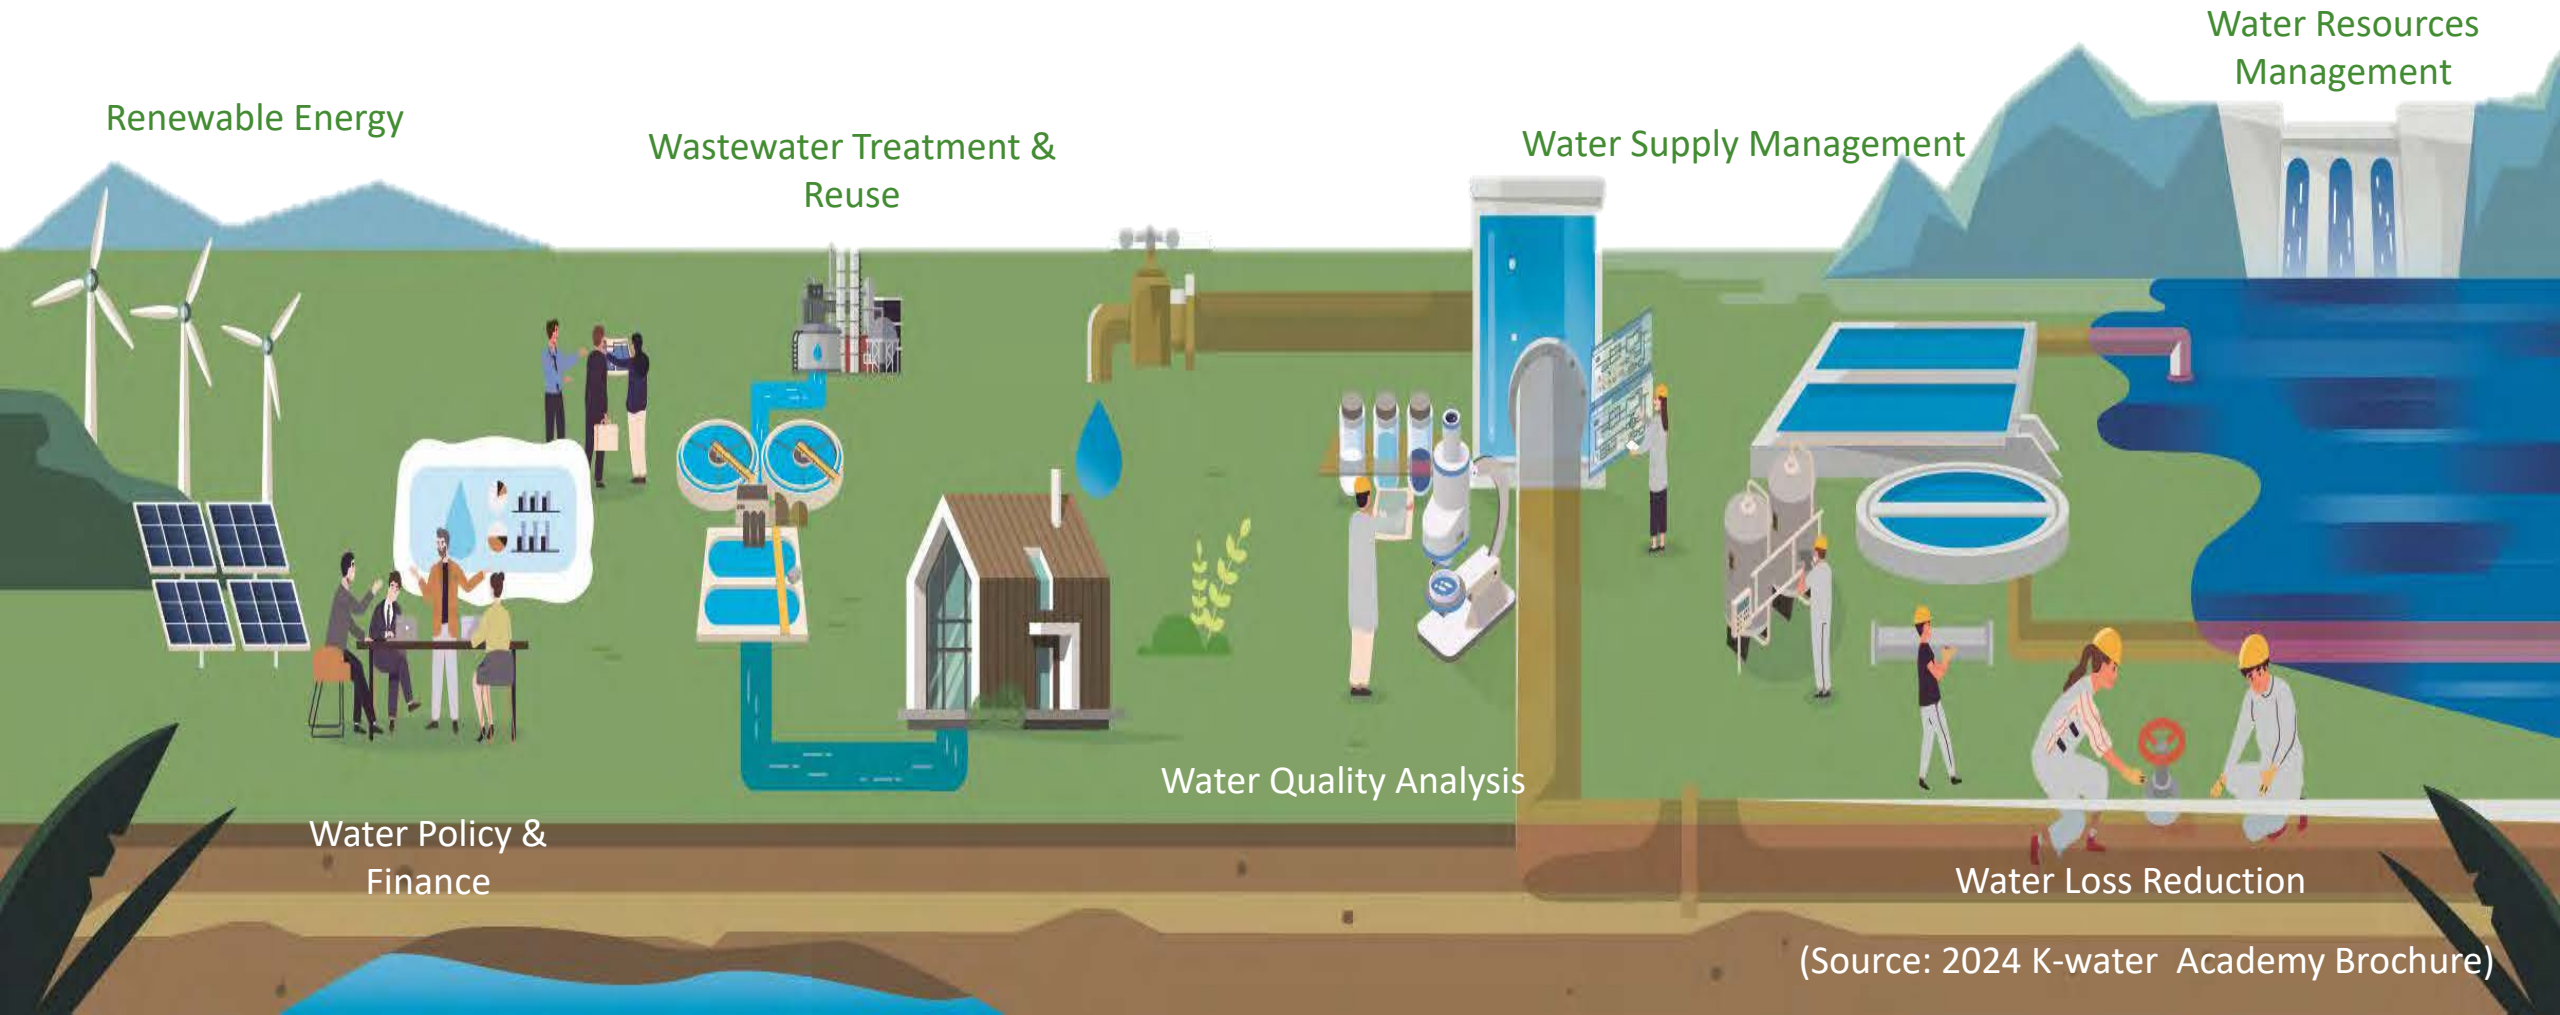 Water Resources
Management
Renewable Energy
Wastewater Treatment &
Reuse
Water Supply Management
Water Quality Analysis
Water Policy &
Finance
Water Loss Reduction
(Source: 2024 K-water  Academy Brochure)